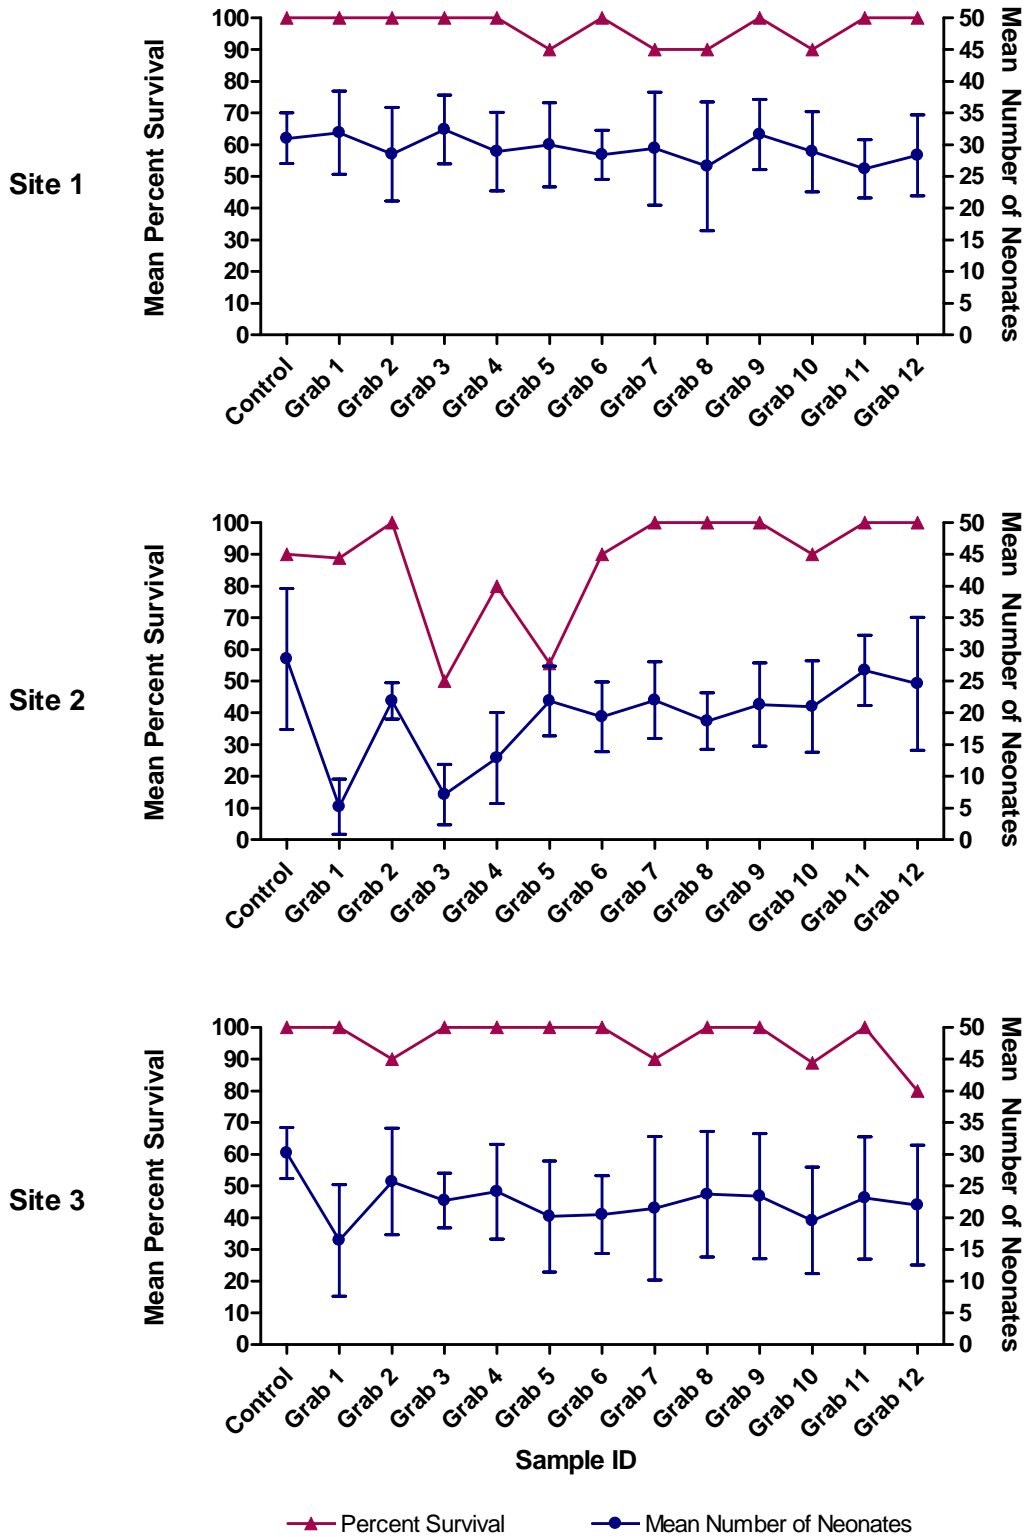 Site 1
Mean Percent Survival
100
90
80
70
60
50
40
30
20
10
0
50
45
40
35
30
25
20
15
10
5
0
Mean Number of Neonates
Control
Grab 1
Grab 2
Grab 3
Grab 4
Grab 5
Grab 6
Grab 7
Grab 8
Grab 9
Grab 10
Grab 11
Grab 12
Site 2
Mean Percent Survival
100
90
80
70
60
50
40
30
20
10
0
50
45
40
35
30
25
20
15
10
5
0
Mean Number of Neonates
Control
Grab 1
Grab 2
Grab 3
Grab 4
Grab 5
Grab 6
Grab 7
Grab 8
Grab 9
Grab 10
Grab 11
Grab 12
Site 3
Mean Percent Survival
100
90
80
70
60
50
40
30
20
10
0
50
45
40
35
30
25
20
15
10
5
0
Mean Number of Neonates
Control
Grab 1
Grab 2
Grab 3
Grab 4
Grab 5
Grab 6
Grab 7
Grab 8
Grab 9
Grab 10
Grab 11
Grab 12
Sample ID
Percent Survival
Mean Number of Neonates